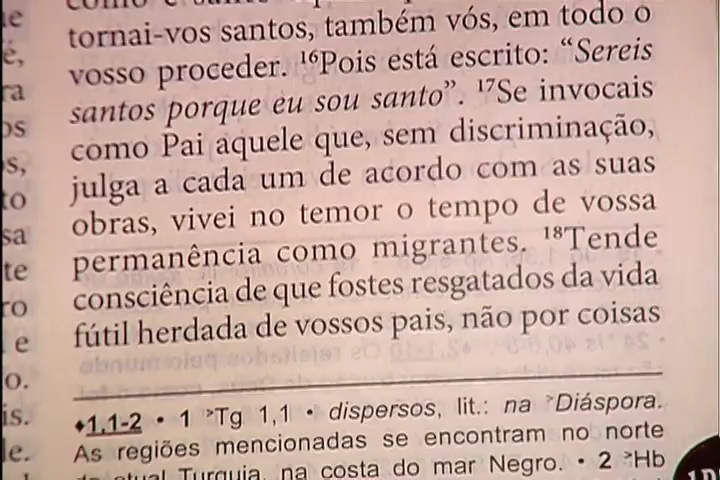 tornai-vos santos, também vós, em todo o
vosso proceder. ¹⁶Pois está escrito: “Sereis
santos porque eu sou santo”. ¹⁷Se invocais
como Pai aquele que, sem discriminação,
julga a cada um de acordo com as suas
obras, vivei no temor o tempo de vossa
permanência como migrantes. ¹⁸Tende
consciência de que fostes resgatados da vida
fútil herdada de vossos pais, não por coisas
♦1,1-2 • 1 >Tg 1,1 • dispersos, lit.: na >Diáspora.
As regiões mencionadas se encontram no norte
atual Turquia, na costa do mar Negro. • 2 >Hb